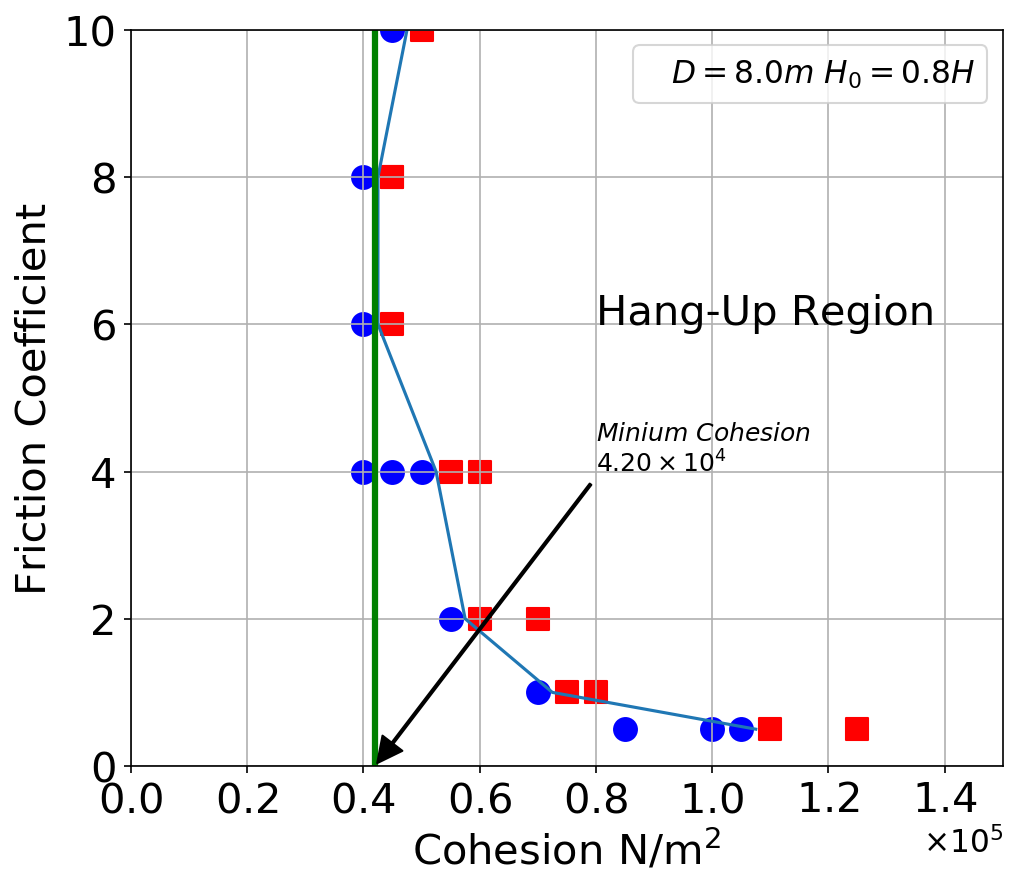 10
8
6
4
2
0
Friction Coefficient
D = 8.0m H₀ = 0.8H
Hang-Up Region
Minium Cohesion
4.20 × 10⁴
0.0 0.2 0.4 0.6 0.8 1.0 1.2 1.4
×10⁵
Cohesion N/m²